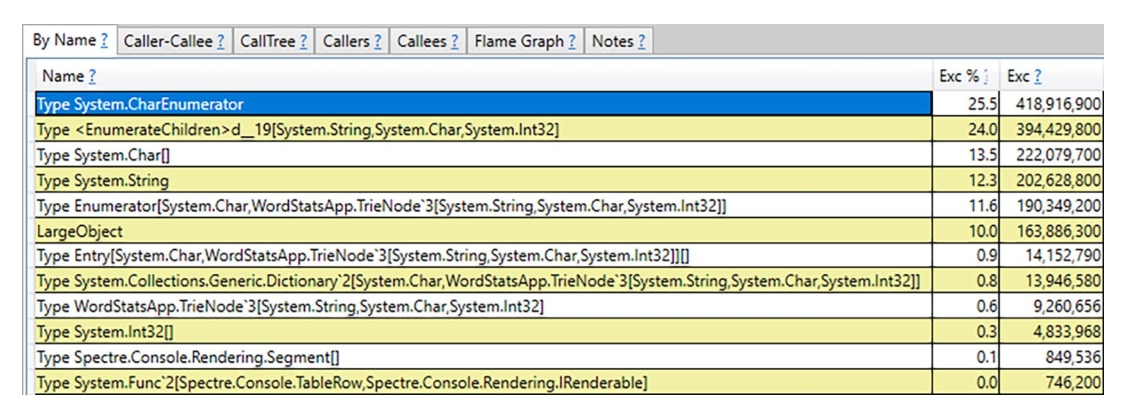 By Name ? Caller-Callee ? CallTree ? Callers ? Callees ? Flame Graph ? Notes ?
Name ? Exc % Exc ?
Type System.CharEnumerator 25.5 418,916,900
Type <EnumerateChildren>d__19[System.String,System.Char,System.Int32] 24.0 394,429,800
Type System.Char[] 13.5 222,079,700
Type System.String 12.3 202,628,800
Type Enumerator[System.Char,WordStatsApp.TrieNode`3[System.String,System.Char,System.Int32]] 11.6 190,349,200
LargeObject 10.0 163,886,300
Type Entry[System.Char,WordStatsApp.TrieNode`3[System.String,System.Char,System.Int32]][] 0.9 14,152,790
Type System.Collections.Generic.Dictionary`2[System.Char,WordStatsApp.TrieNode`3[System.String,System.Char,System.Int32]] 0.8 13,946,580
Type WordStatsApp.TrieNode`3[System.String,System.Char,System.Int32] 0.6 9,260,656
Type System.Int32[] 0.3 4,833,968
Type Spectre.Console.Rendering.Segment[] 0.1 849,536
Type System.Func`2[Spectre.Console.TableRow,Spectre.Console.Rendering.IRenderable] 0.0 746,200